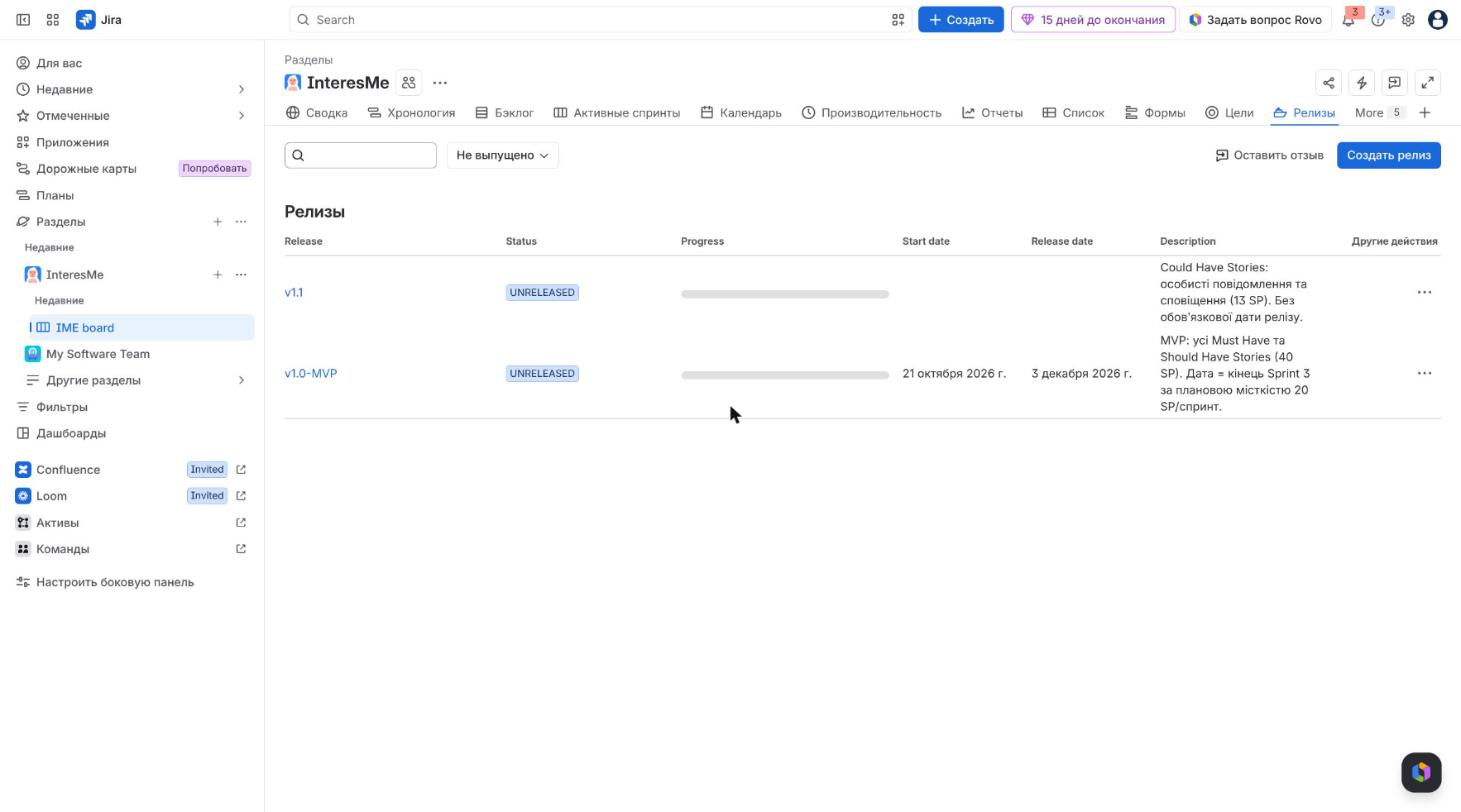 Jira
Search
Создать
15 дней до окончания
Задать вопрос Rovo
3
3+
Для вас
Недавние
Отмеченные
Приложения
Дорожные карты
Попробовать
Планы
Разделы
Недавние
InteresMe
Недавние
IME board
My Software Team
Другие разделы
Фильтры
Дашбоарды
Confluence
Invited
Loom
Invited
Активы
Команды
Настроить боковую панель
Разделы
InteresMe
Сводка
Хронология
Бэклог
Активные спринты
Календарь
Производительность
Отчеты
Список
Формы
Цели
Релизы
More 5
Не выпущено
Оставить отзыв
Создать релиз
Релизы
Release
Status
Progress
Start date
Release date
Description
Другие действия
v1.1
UNRELEASED
Could Have Stories:
особисті повідомлення та
сповіщення (13 SP). Без
обов'язкової дати релізу.
v1.0-MVP
UNRELEASED
21 октября 2026 г.
3 декабря 2026 г.
MVP: усі Must Have та
Should Have Stories (40
SP). Дата = кінець Sprint 3
за плановою місткістю 20
SP/спринт.